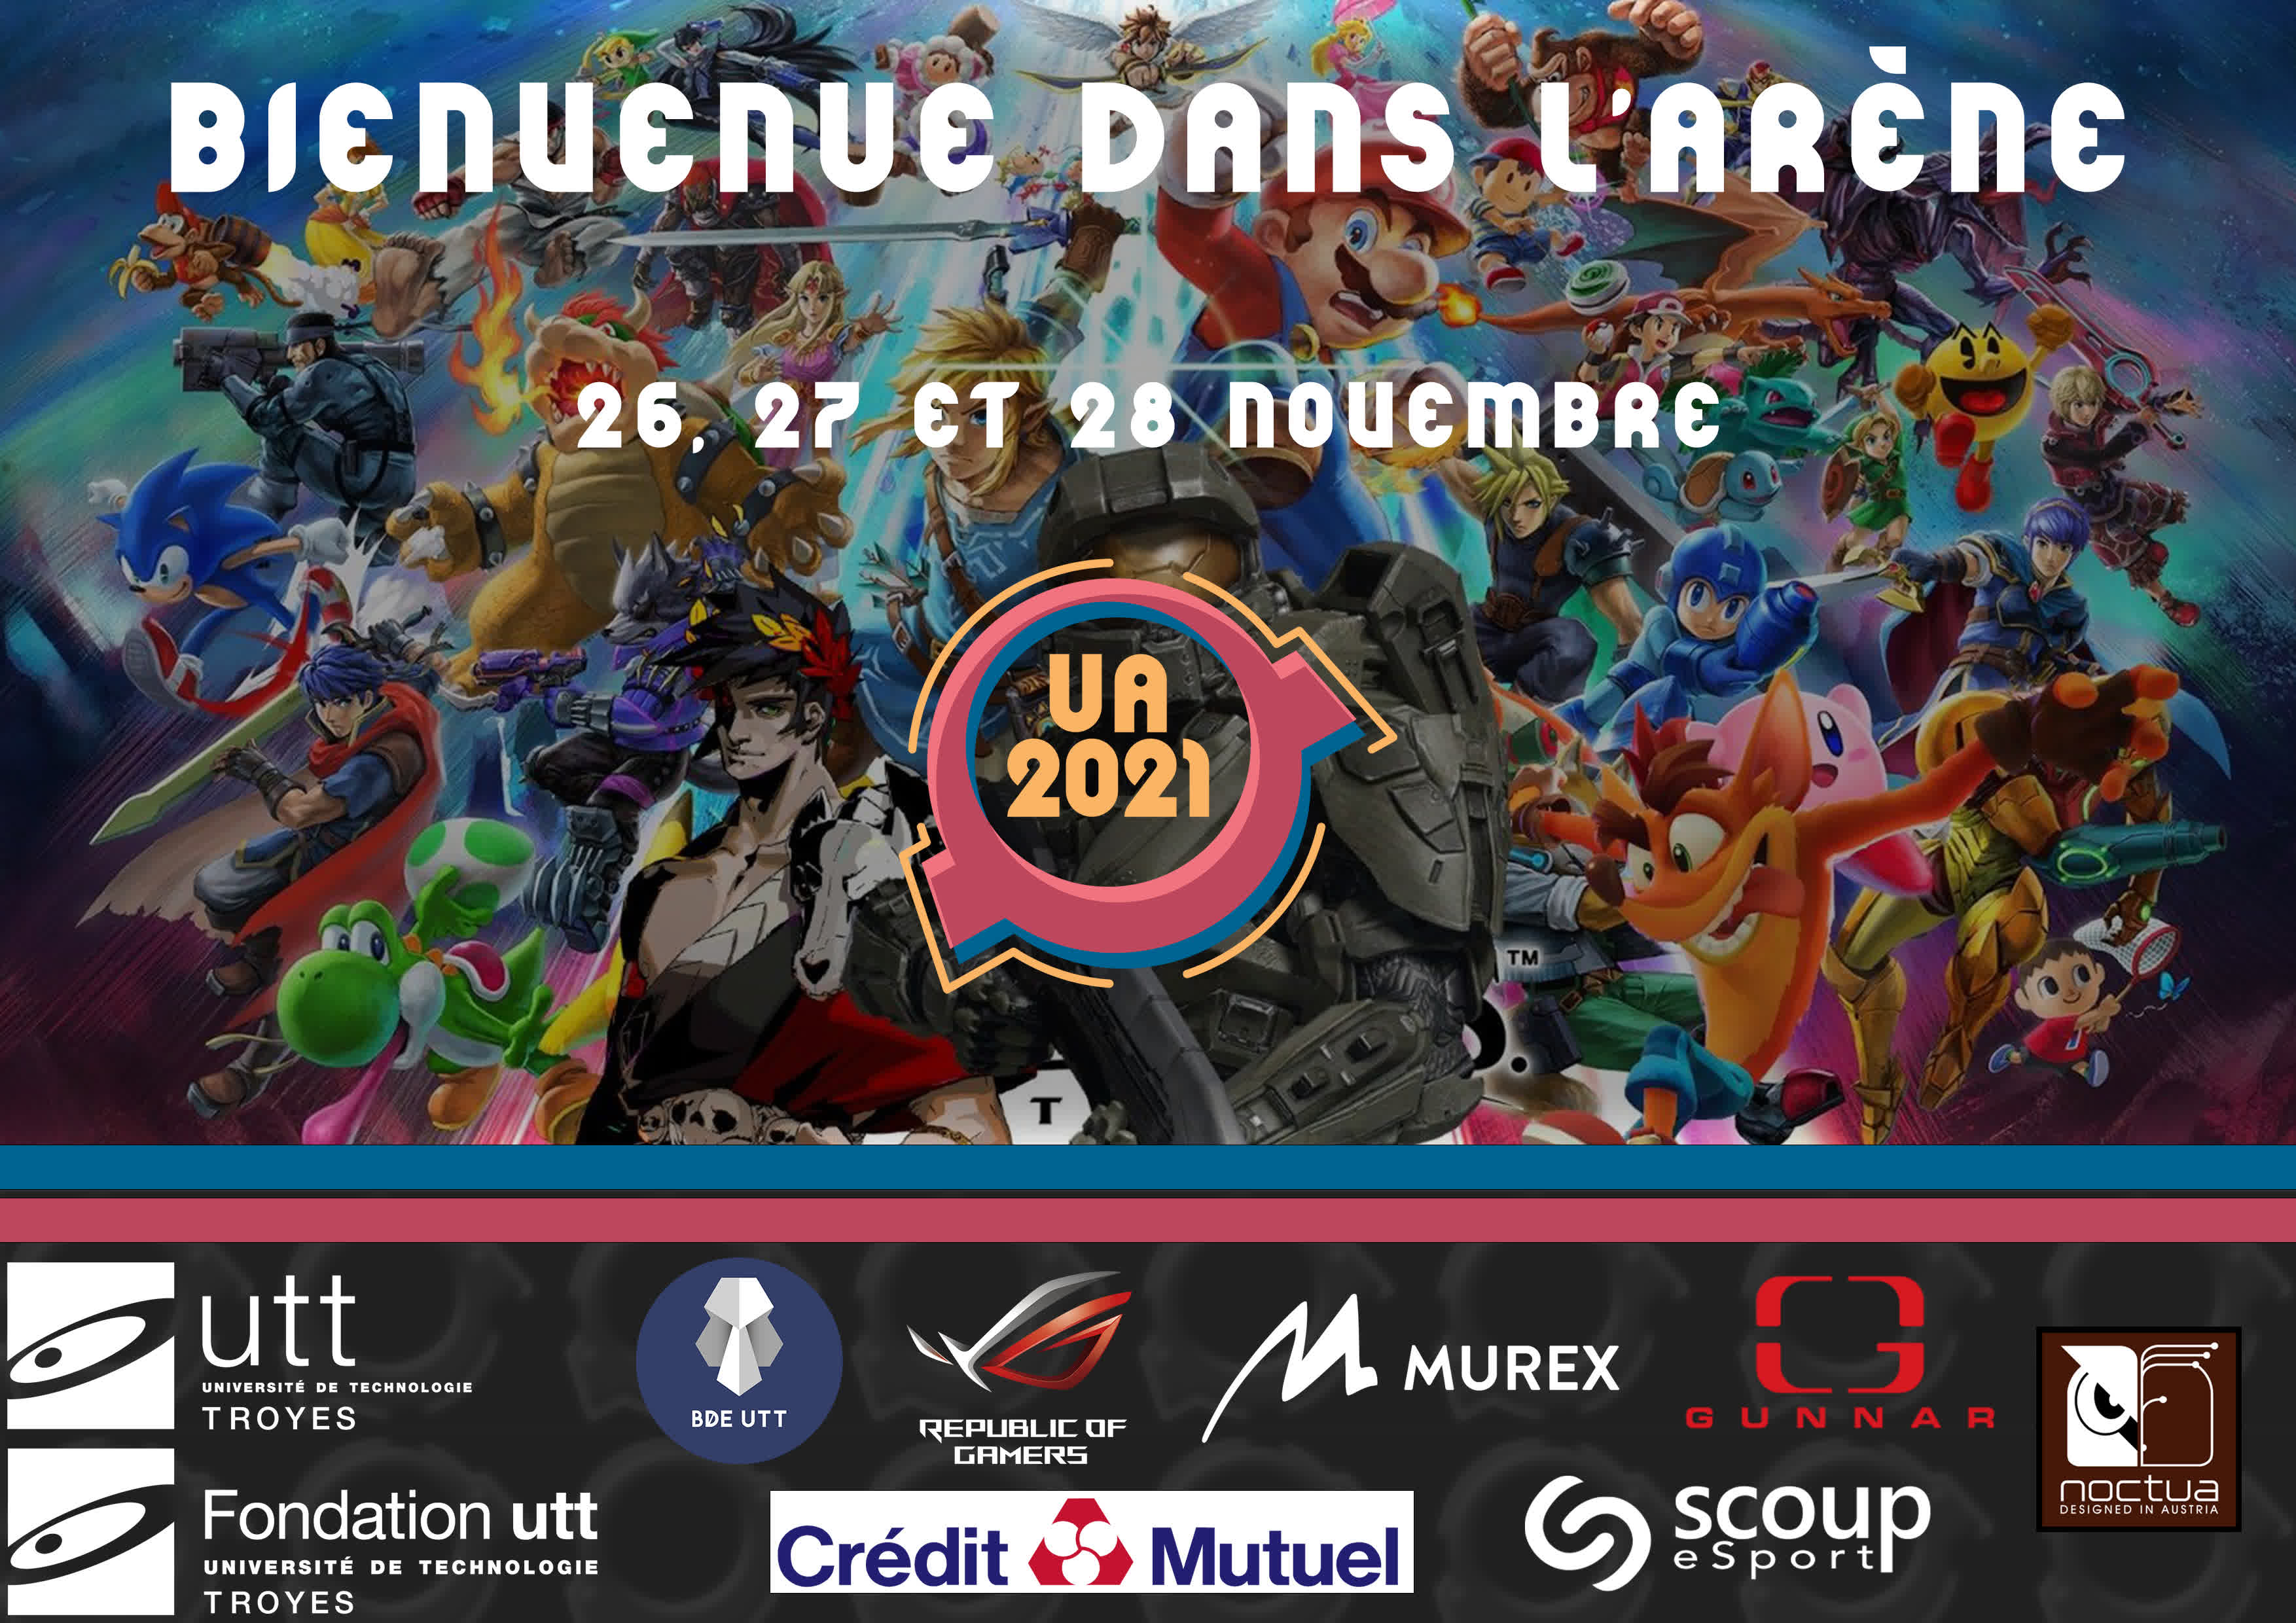 BIENVENUE DANS L'ARÈNE
26, 27 ET 28 NOVEMBRE
UA
2021
TM
T
utt
UNIVERSITÉ DE TECHNOLOGIE
TROYES
BDE UTT
REPUBLIC OF
GAMERS
MUREX
GUNNAR
noctua
DESIGNED IN AUSTRIA
Fondation utt
UNIVERSITÉ DE TECHNOLOGIE
TROYES
Crédit Mutuel
scoup
eSport